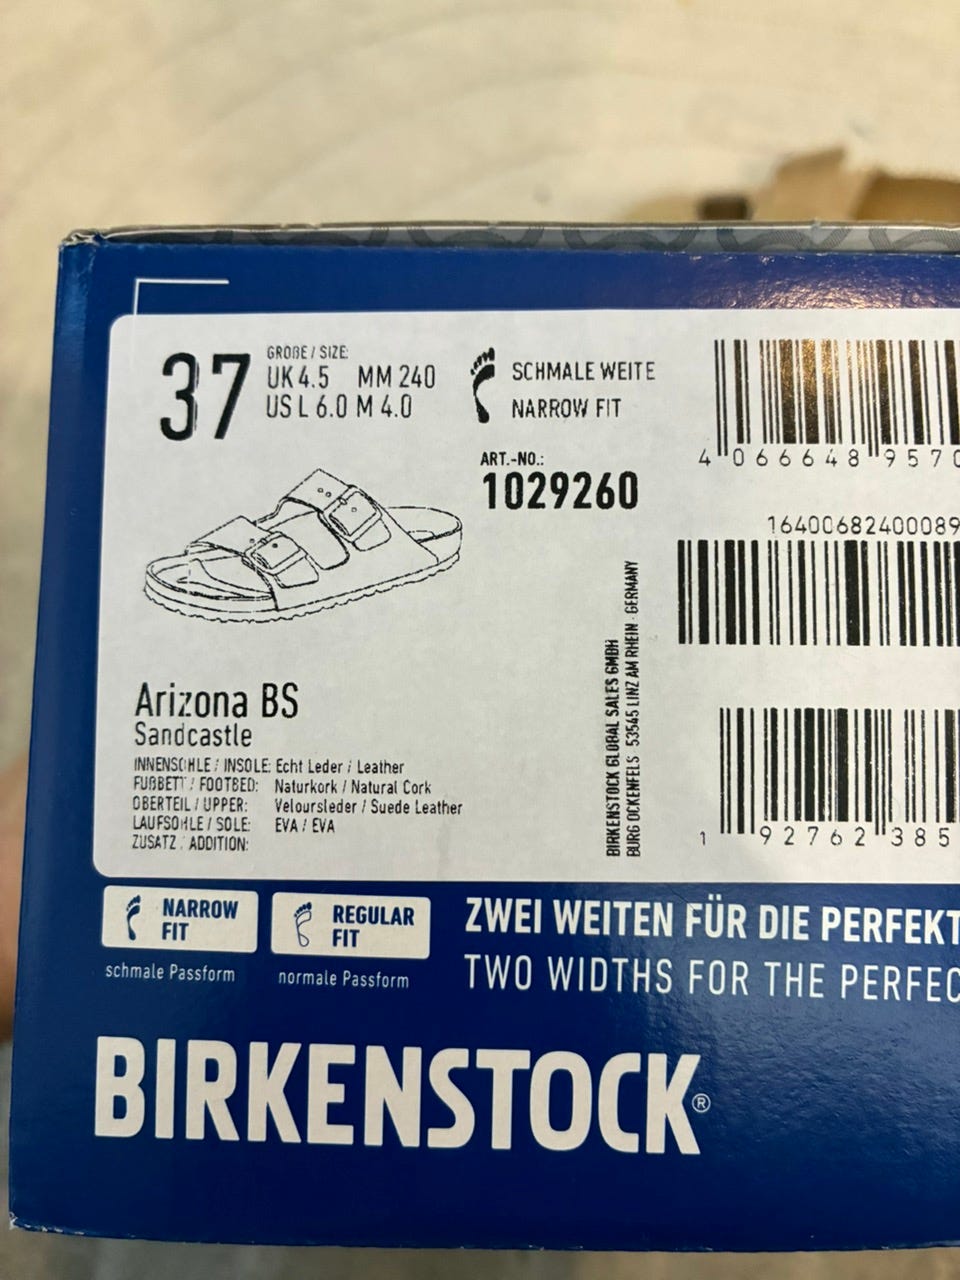 37
GRÖßE / SIZE:
UK 4.5 MM 240
US L 6.0 M 4.0
SCHMALE WEITE
NARROW FIT
ART.-NO.:
1029260
4 066648 9570
16400682400089
Arizona BS
Sandcastle
INNENSOHLE / INSOLE: Echt Leder / Leather
FUßBETT / FOOTBED: Naturkork / Natural Cork
OBERTEIL / UPPER: Veloursleder / Suede Leather
LAUFSOHLE / SOLE: EVA / EVA
ZUSATZ / ADDITION:
BIRKENSTOCK GLOBAL SALES GMBH
BURG OCKENFELS · 53545 LINZ AM RHEIN · GERMANY
1 92762 385
NARROW
FIT
schmale Passform
REGULAR
FIT
normale Passform
ZWEI WEITEN FÜR DIE PERFEKT
TWO WIDTHS FOR THE PERFEC
BIRKENSTOCK®